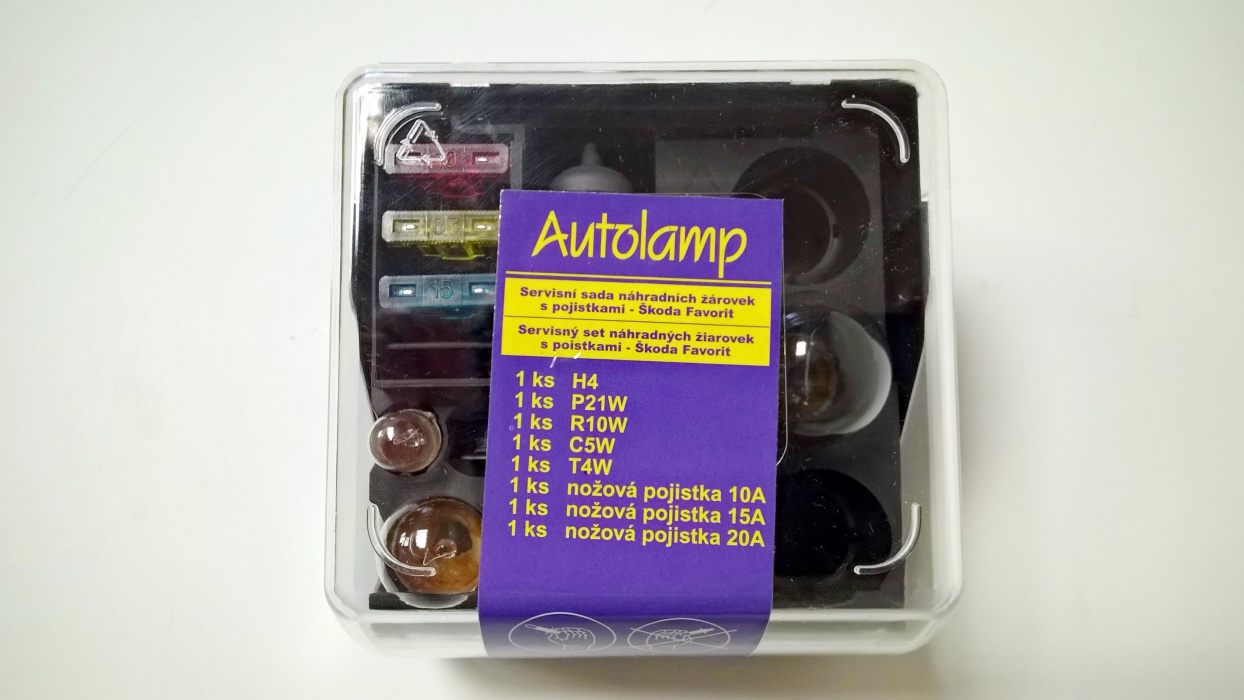 Autolamp
Servisní sada náhradních žárovek
s pojistkami - Škoda Favorit
Servisný set náhradných žiarovek
s poistkami - Škoda Favorit
1 ks H4
1 ks P21W
1 ks R10W
1 ks C5W
1 ks T4W
1 ks nožová pojistka 10A
1 ks nožová pojistka 15A
1 ks nožová pojistka 20A
15